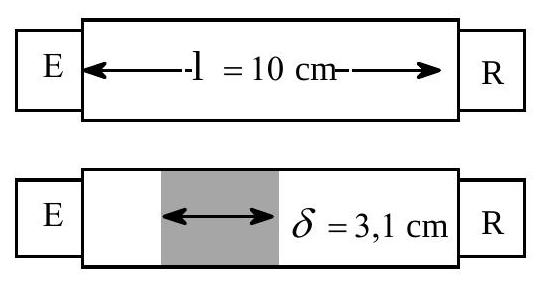 E l = 10 cm R
E δ = 3,1 cm R